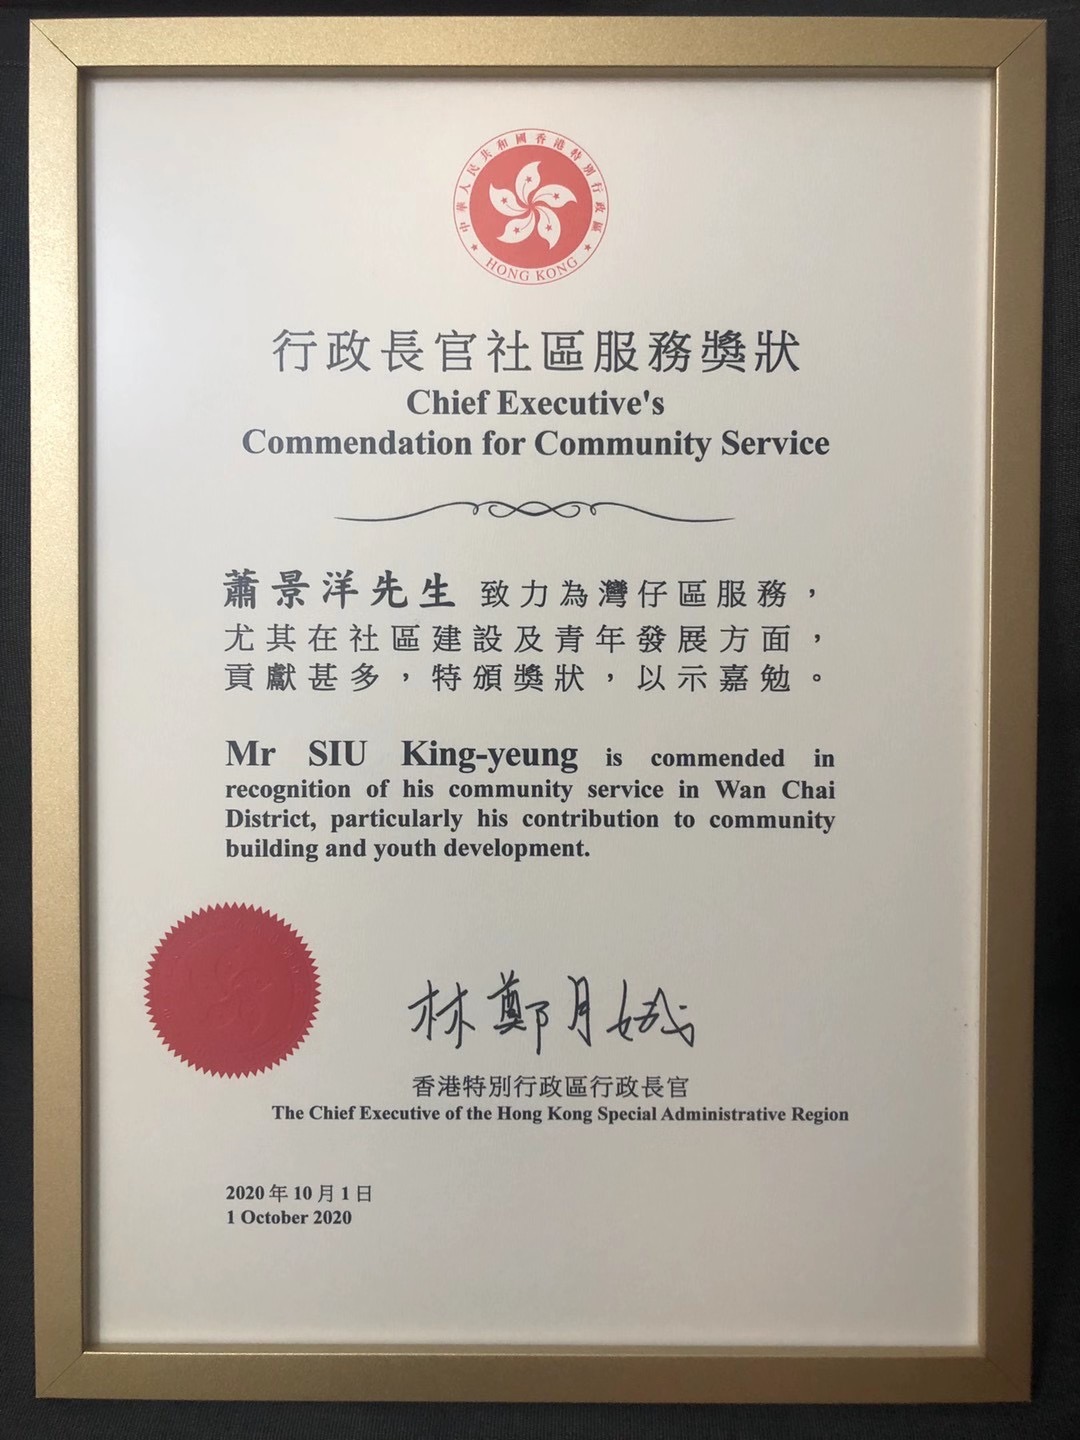 中華人民共和國香港特別行政區
HONG KONG
行政長官社區服務獎狀
Chief Executive's
Commendation for Community Service
蕭景洋先生 致力為灣仔區服務，
尤其在社區建設及青年發展方面，
貢獻甚多，特頒獎狀，以示嘉勉。
Mr SIU King-yeung is commended in
recognition of his community service in Wan Chai
District, particularly his contribution to community
building and youth development.
林鄭月娥
香港特別行政區行政長官
The Chief Executive of the Hong Kong Special Administrative Region
2020 年 10 月 1 日
1 October 2020